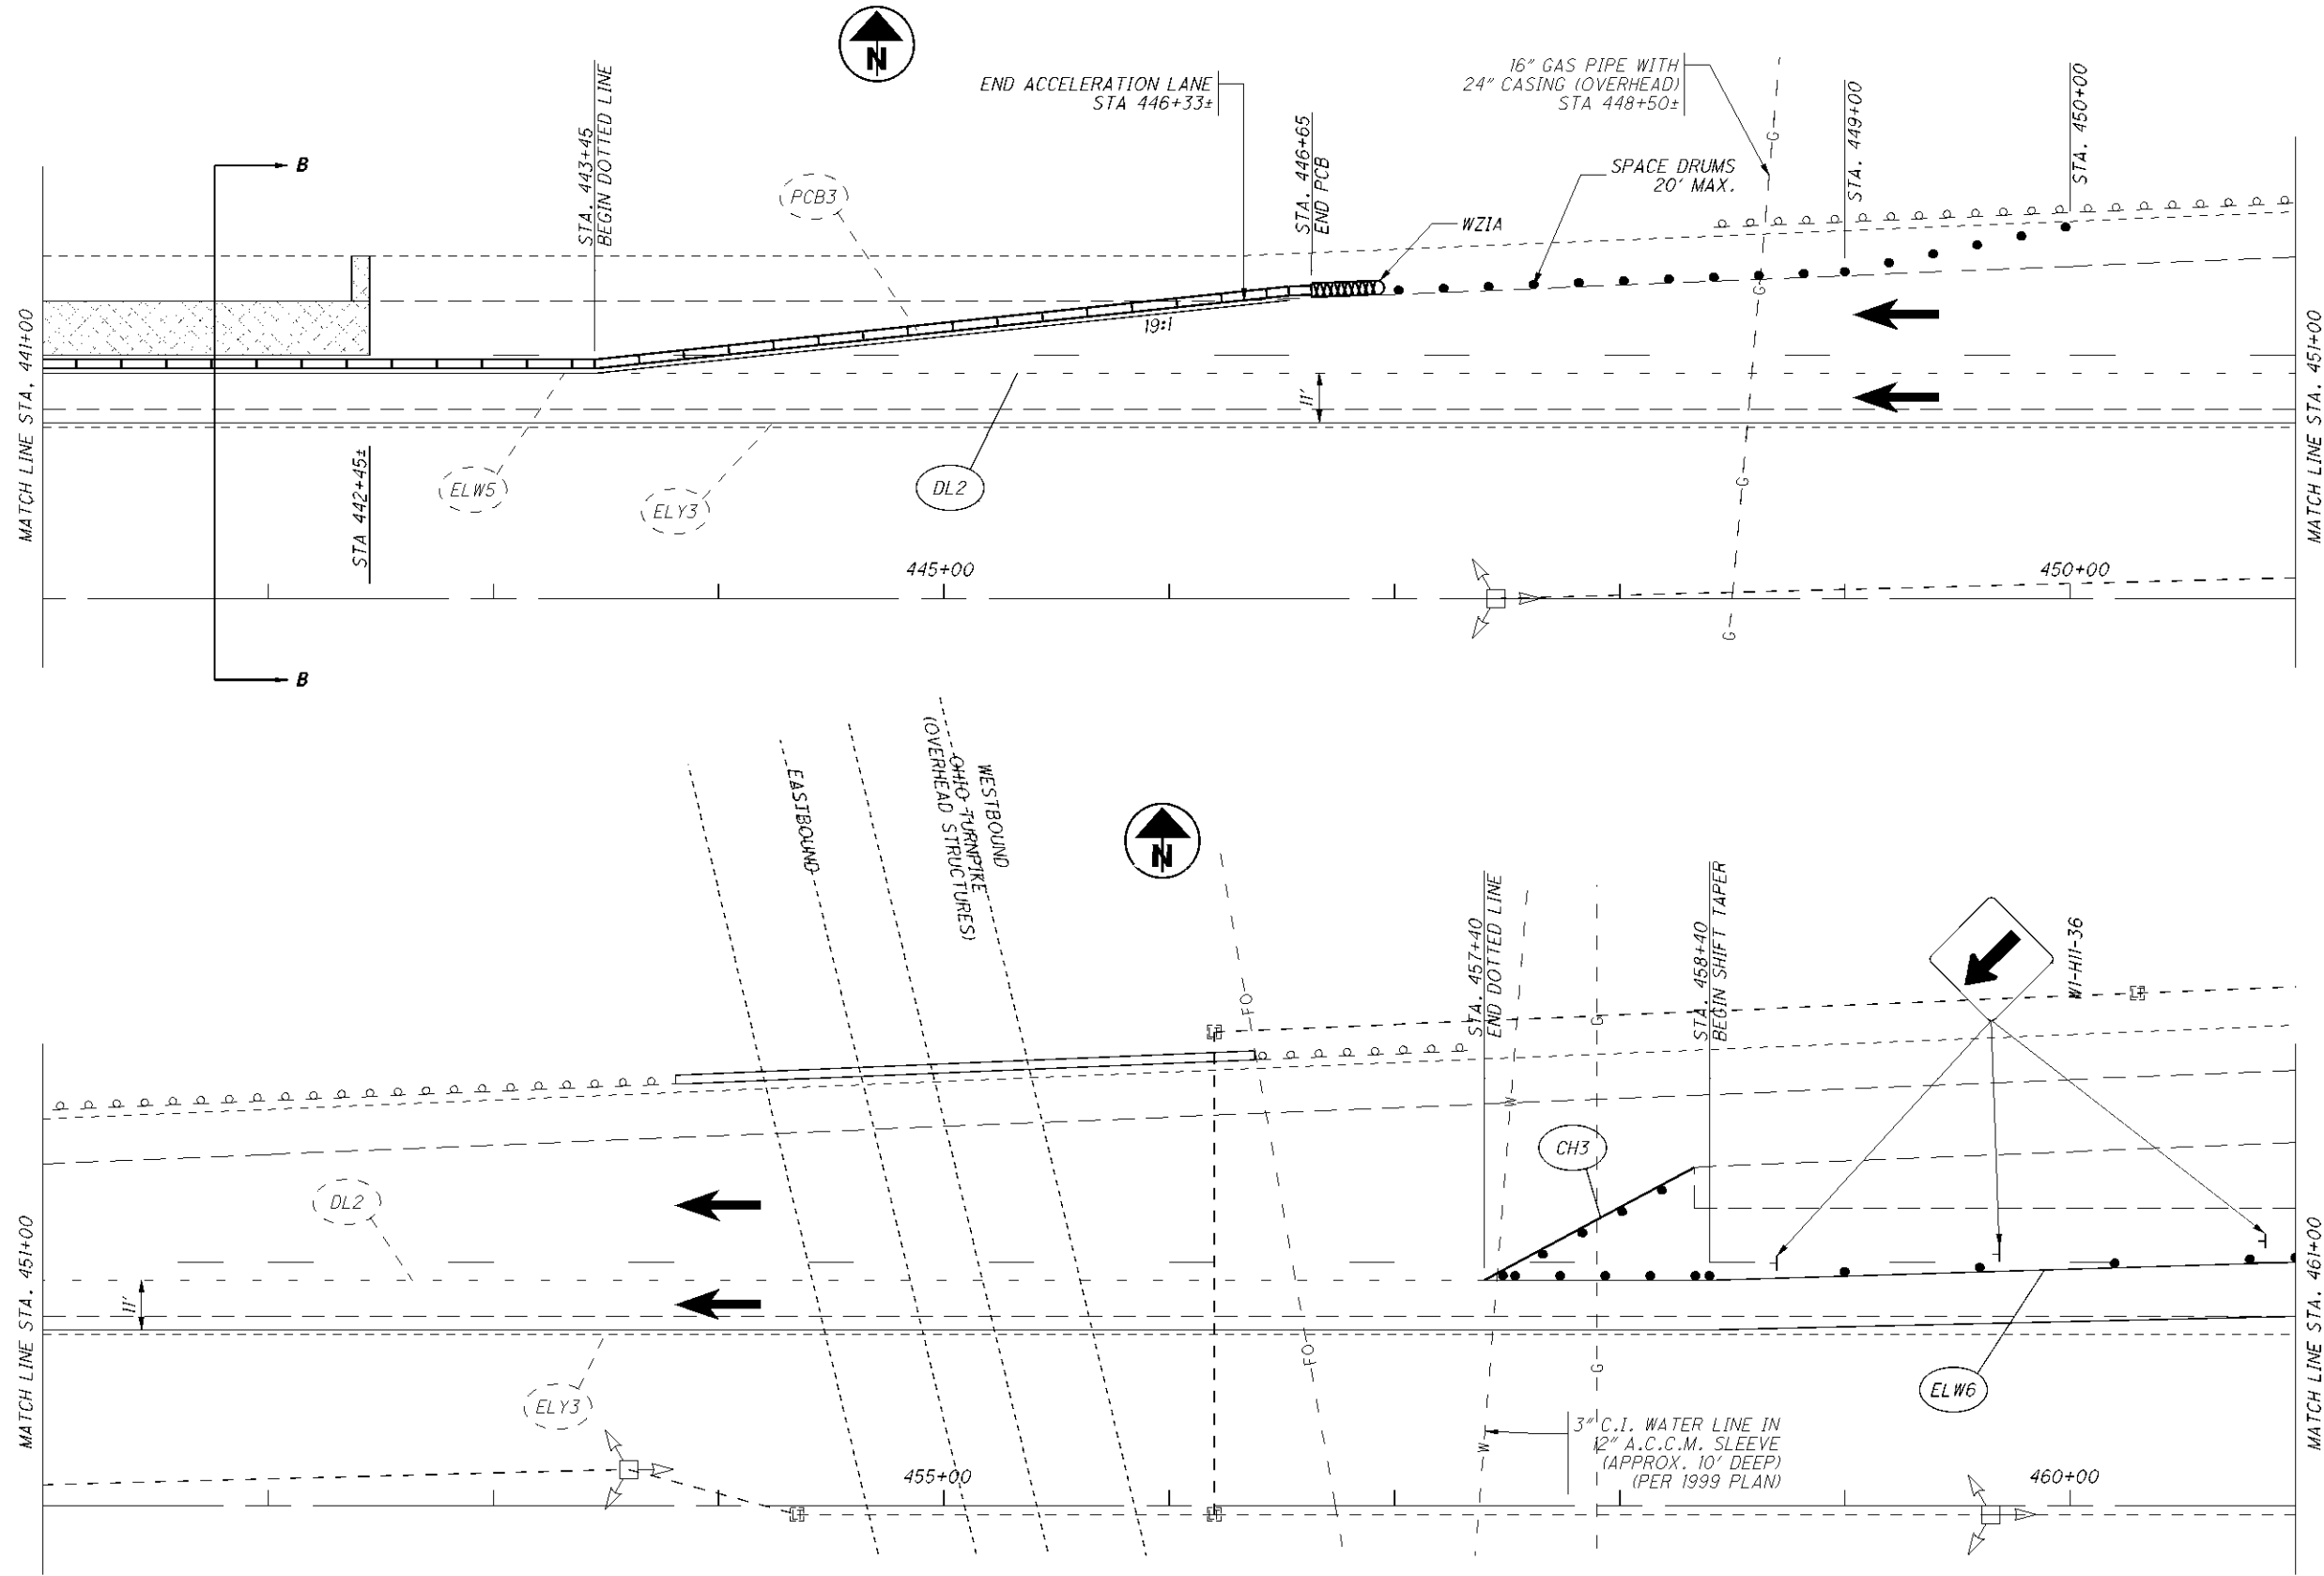 N
B
STA. 443+45
BEGIN DOTTED LINE
END ACCELERATION LANE
STA 446+33±
STA. 446+65
END PCB
16" GAS PIPE WITH
24" CASING (OVERHEAD)
STA 448+50±
SPACE DRUMS
20' MAX.
STA. 449+00
STA. 450+00
G
G
G
G
PCB3
WZIA
19:1
11'
MATCH LINE STA. 441+00
MATCH LINE STA. 451+00
STA 442+45±
ELW5
ELY3
DL2
445+00
450+00
B
EASTBOUND
WESTBOUND
OHIO TURNPIKE
(OVERHEAD STRUCTURES)
N
FO
FO
STA. 457+40
END DOTTED LINE
STA. 458+40
BEGIN SHIFT TAPER
W1-H11-36
G
G
W
W
CH3
DL2
11'
ELY3
ELW6
MATCH LINE STA. 451+00
MATCH LINE STA. 461+00
3" C.I. WATER LINE IN
12" A.C.C.M. SLEEVE
(APPROX. 10' DEEP)
(PER 1999 PLAN)
455+00
460+00